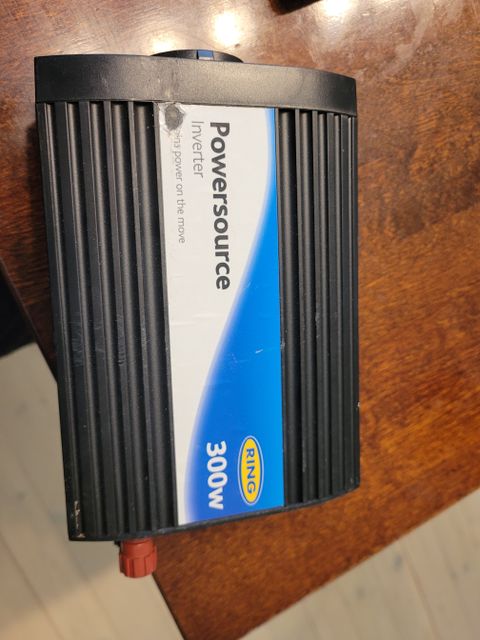 Powersource
Inverter
power on the move
RING
300w